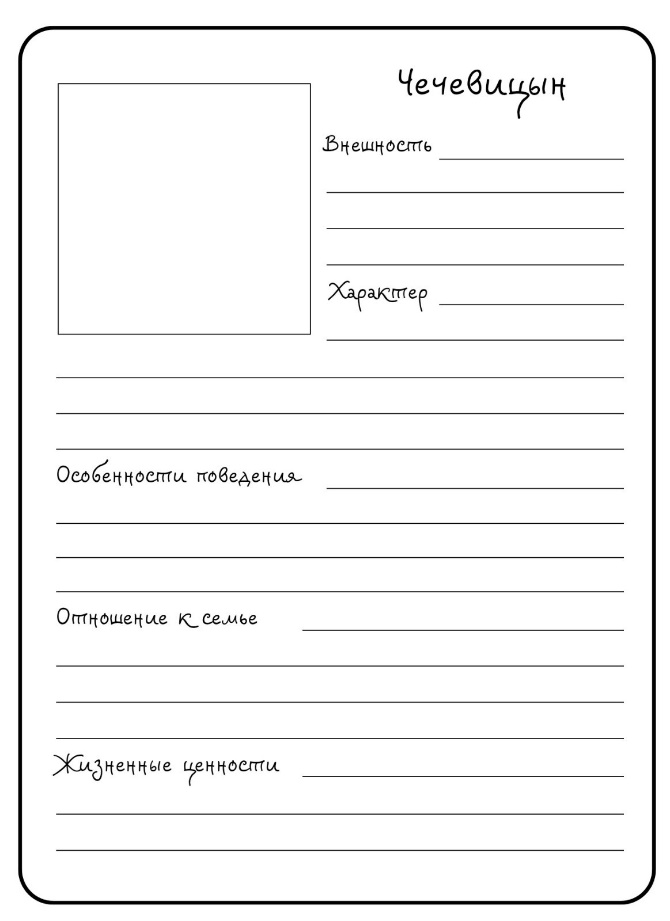 Чечевицын
Внешность
Характер
Особенности поведения
Отношение к семье
Жизненные ценности